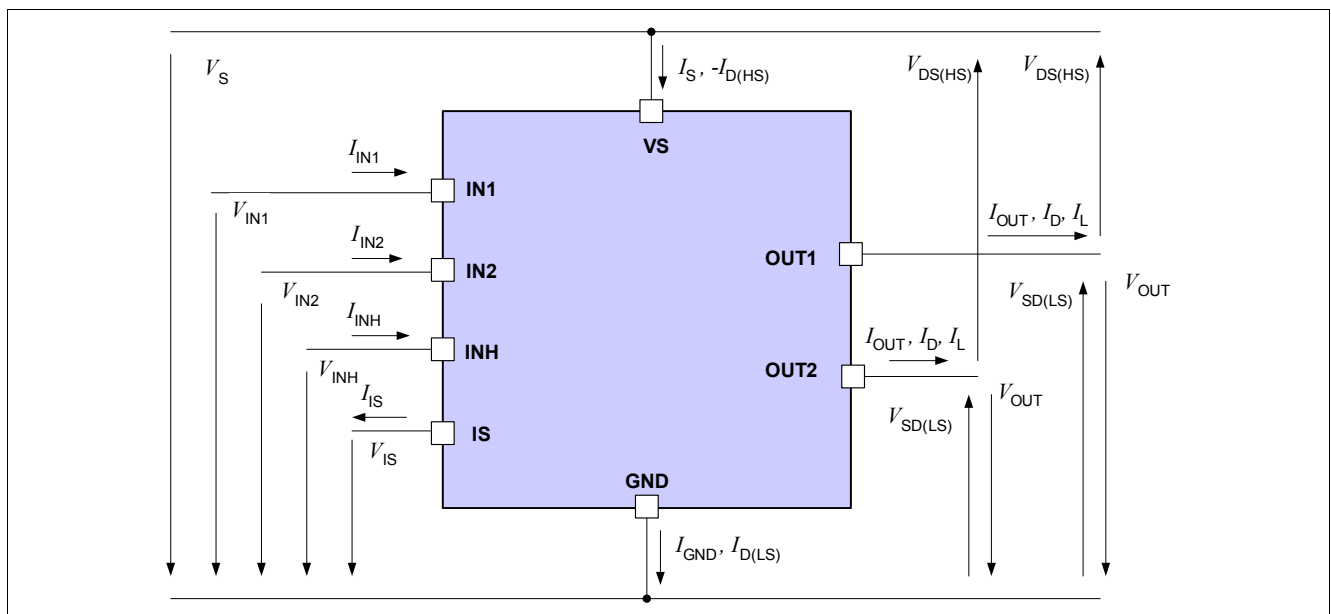 V_S
I_S , -I_D(HS)
V_DS(HS)
V_DS(HS)
VS
I_IN1
IN1
V_IN1
I_OUT , I_D , I_L
I_IN2
IN2
OUT1
V_IN2
V_SD(LS)
V_OUT
I_INH
INH
I_OUT , I_D , I_L
V_INH
OUT2
I_IS
V_OUT
IS
V_SD(LS)
V_IS
GND
I_GND , I_D(LS)